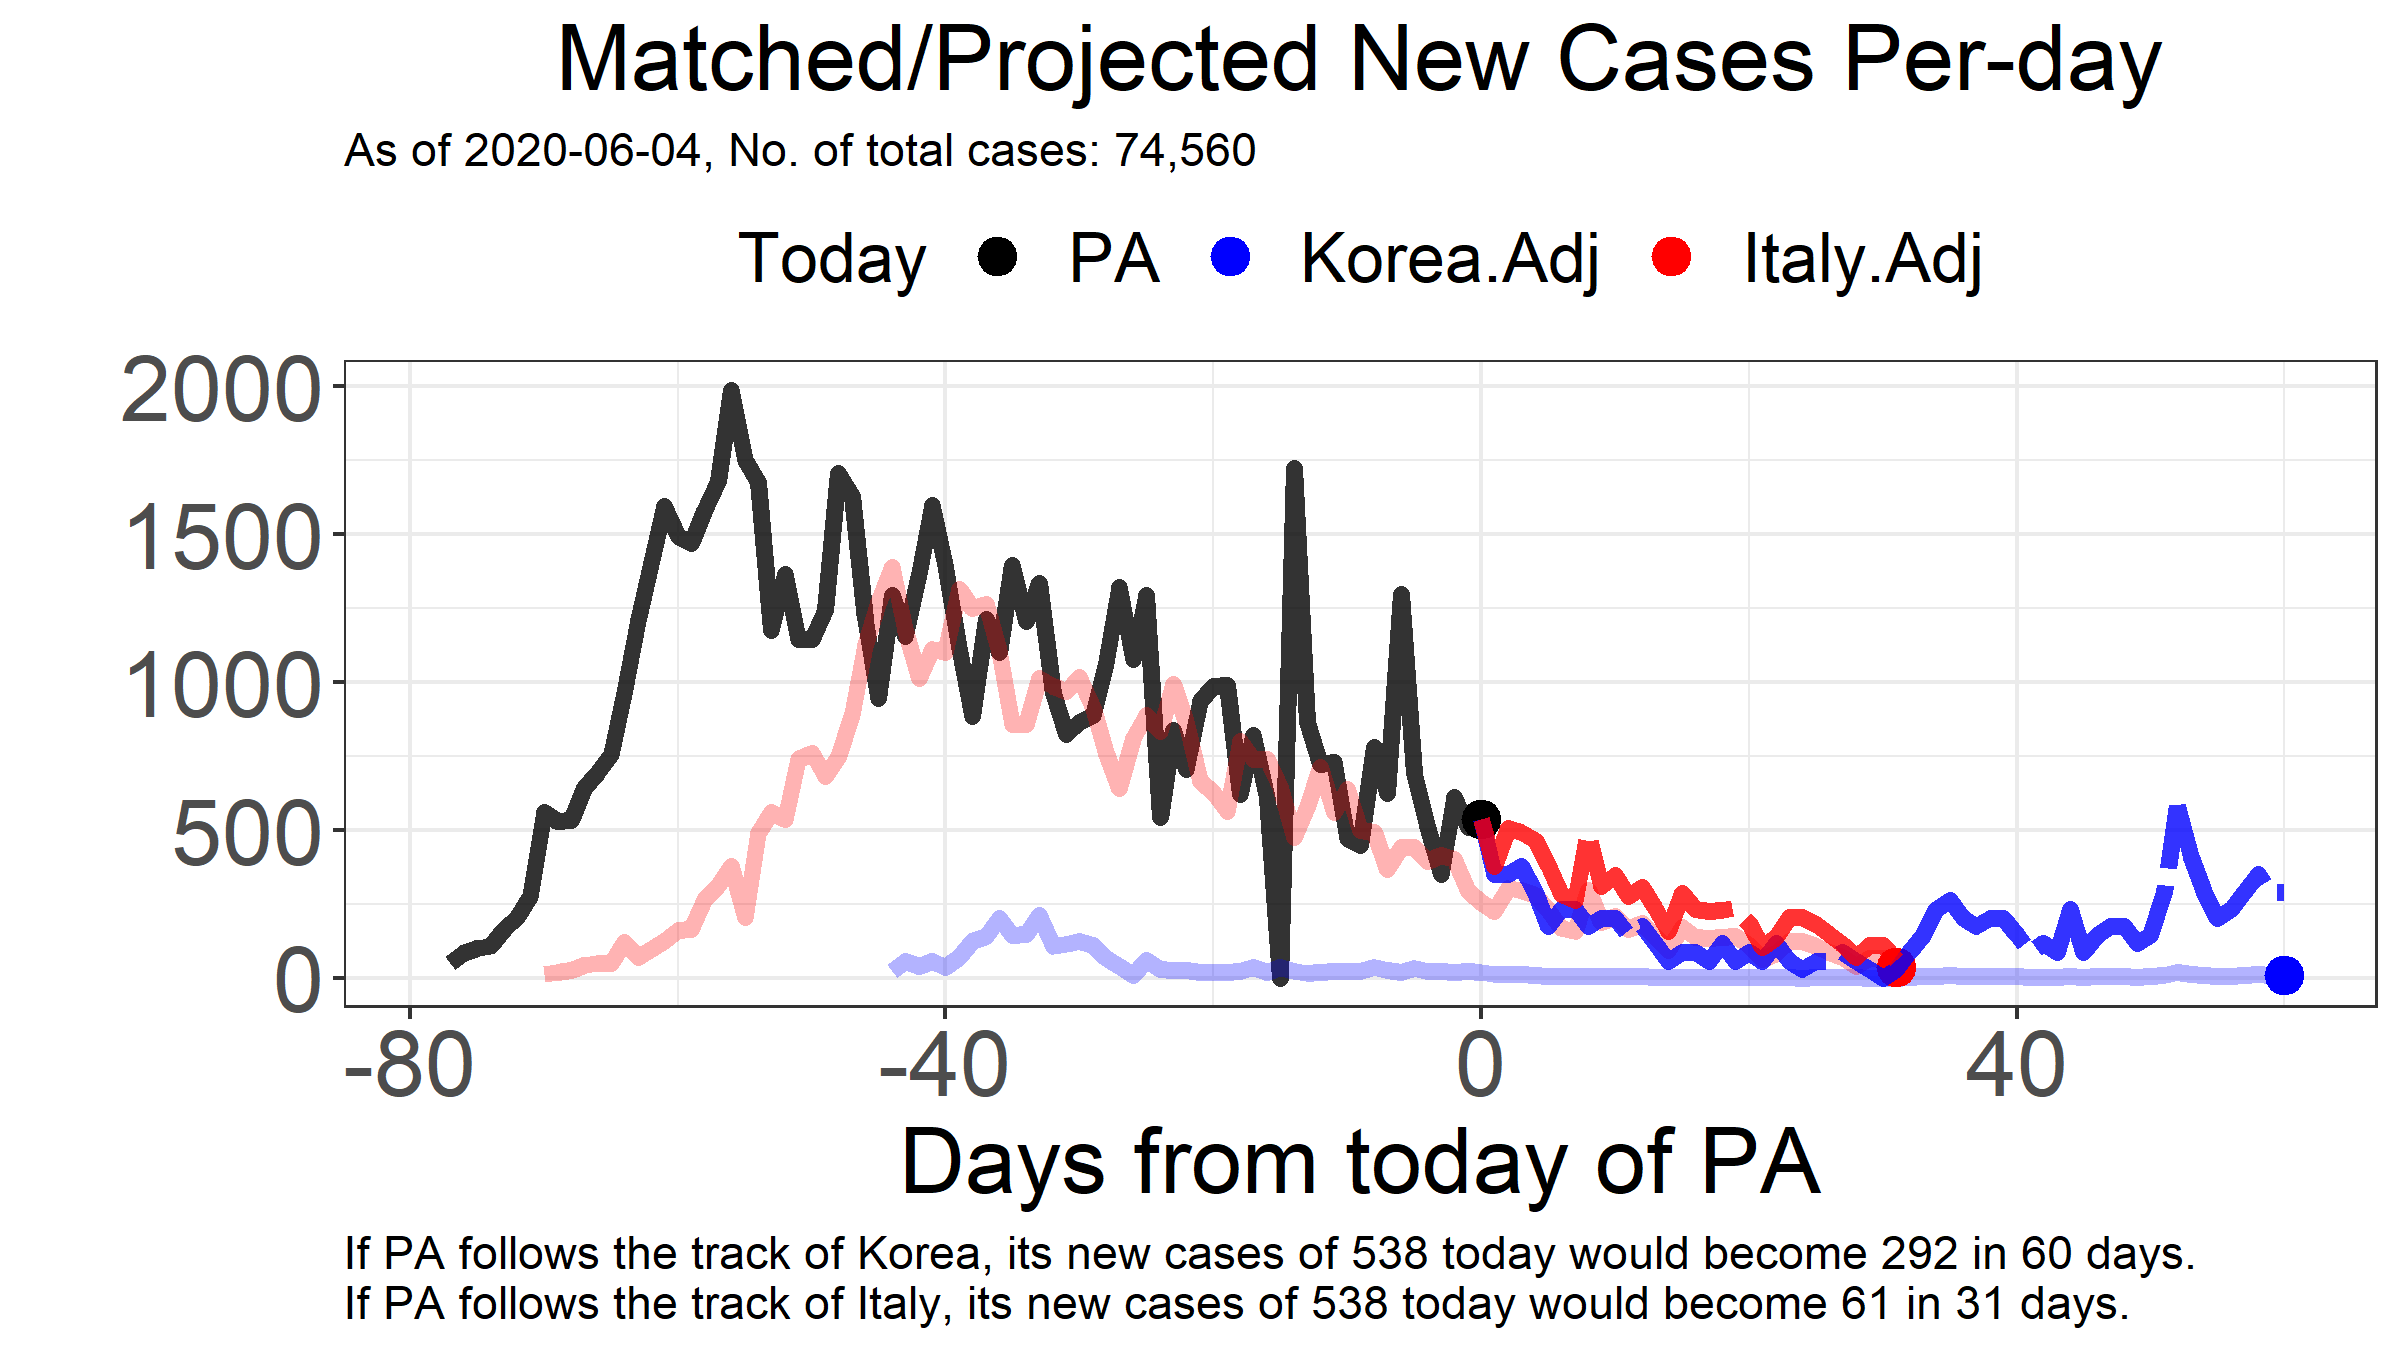 Matched/Projected New Cases Per-day
As of 2020-06-04, No. of total cases: 74,560
Today PA Korea.Adj Italy.Adj
2000
1500
1000
500
0
-80 -40 0 40
Days from today of PA
If PA follows the track of Korea, its new cases of 538 today would become 292 in 60 days.
If PA follows the track of Italy, its new cases of 538 today would become 61 in 31 days.